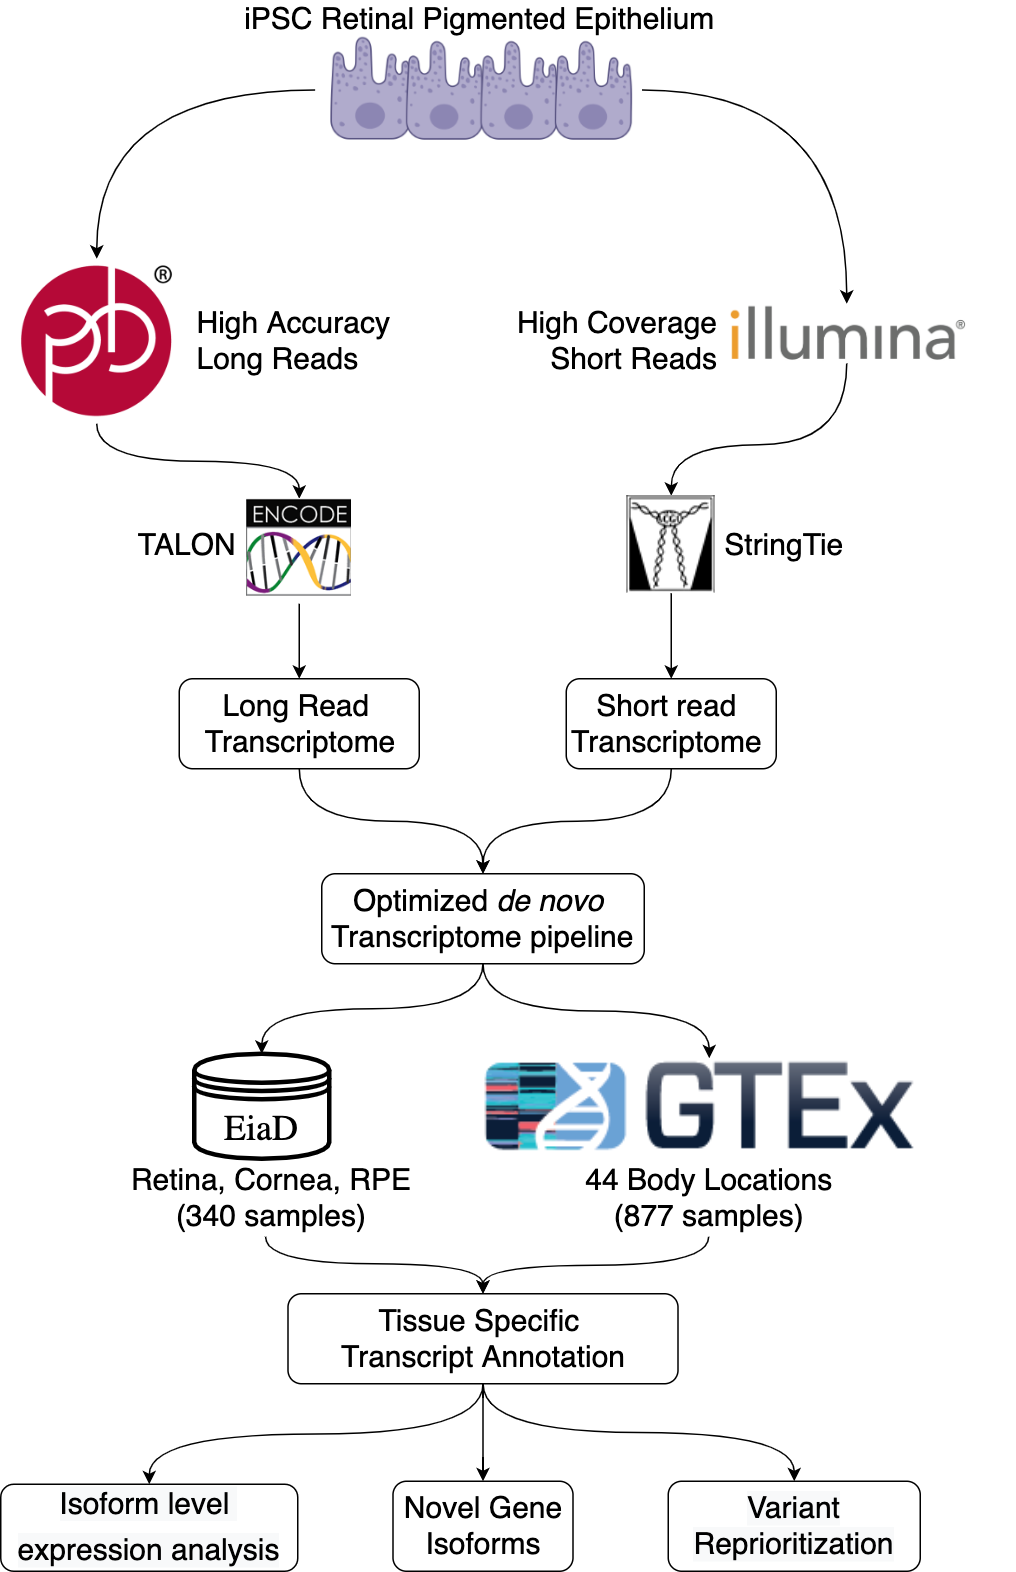 iPSC Retinal Pigmented Epithelium
pb®
High Accuracy
Long Reads
High Coverage
Short Reads
illumina®
TALON
ENCODE
StringTie
Long Read
Transcriptome
Short read
Transcriptome
Optimized de novo
Transcriptome pipeline
EiaD
GTEx
Retina, Cornea, RPE
(340 samples)
44 Body Locations
(877 samples)
Tissue Specific
Transcript Annotation
Isoform level
expression analysis
Novel Gene
Isoforms
Variant
Reprioritization